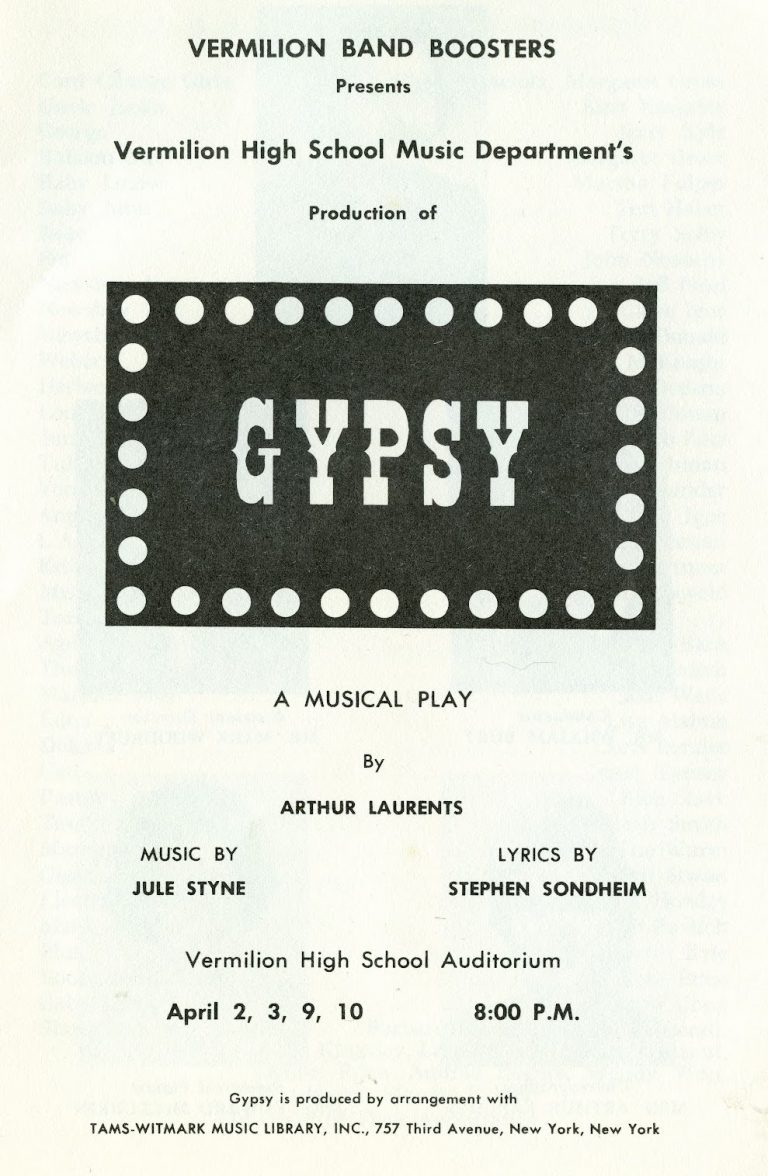 VERMILION BAND BOOSTERS
Presents
Vermilion High School Music Department's
Production of
GYPSY
A MUSICAL PLAY
By
ARTHUR LAURENTS
MUSIC BY LYRICS BY
JULE STYNE STEPHEN SONDHEIM
Vermilion High School Auditorium
April 2, 3, 9, 10 8:00 P.M.
Gypsy is produced by arrangement with
TAMS-WITMARK MUSIC LIBRARY, INC., 757 Third Avenue, New York, New York